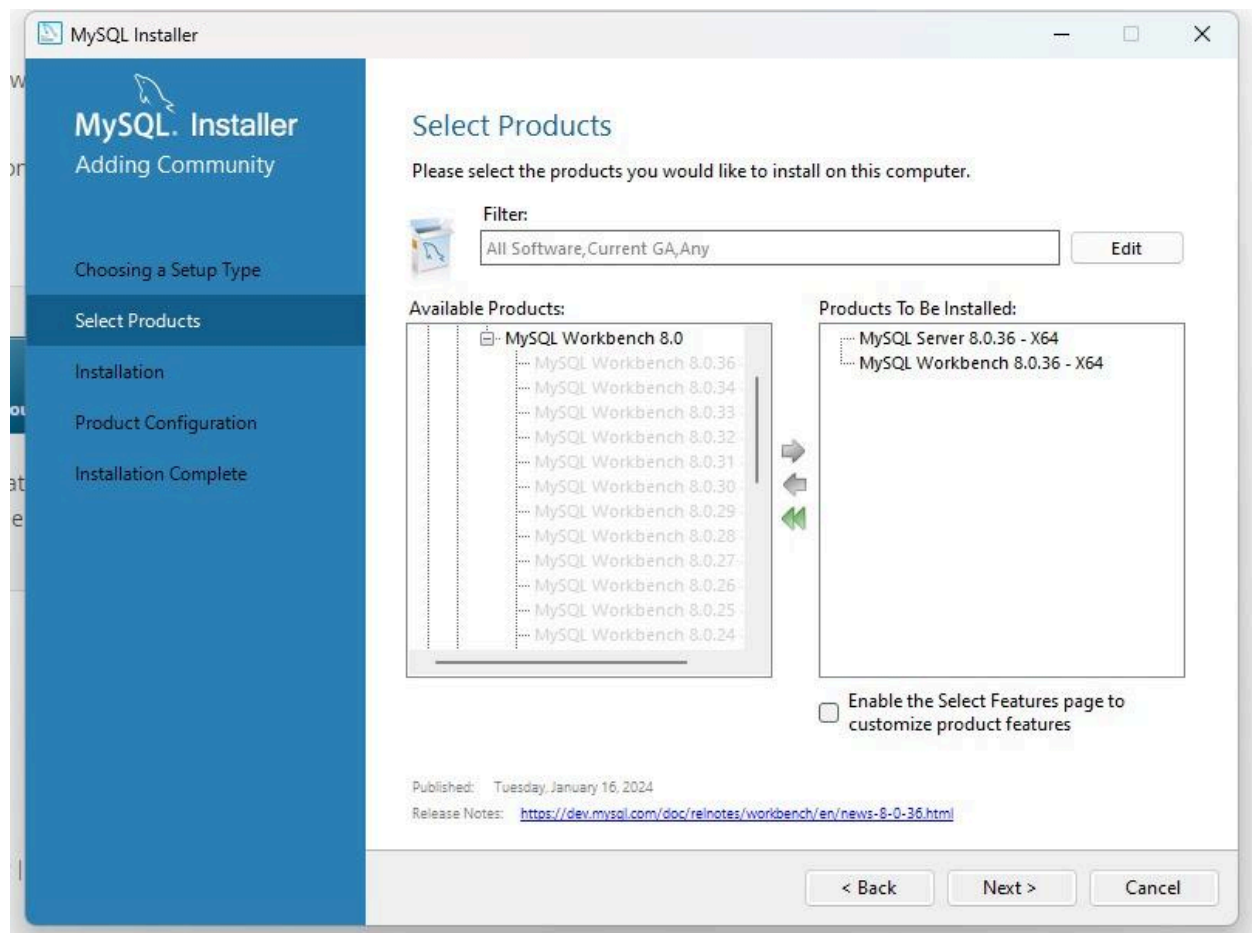 MySQL Installer
MySQL. Installer
Adding Community
Choosing a Setup Type
Select Products
Installation
Product Configuration
Installation Complete
Select Products
Please select the products you would like to install on this computer.
Filter:
All Software,Current GA,Any
Edit
Available Products:
MySQL Workbench 8.0
MySQL Workbench 8.0.36
MySQL Workbench 8.0.34
MySQL Workbench 8.0.33
MySQL Workbench 8.0.32
MySQL Workbench 8.0.31
MySQL Workbench 8.0.30
MySQL Workbench 8.0.29
MySQL Workbench 8.0.28
MySQL Workbench 8.0.27
MySQL Workbench 8.0.26
MySQL Workbench 8.0.25
MySQL Workbench 8.0.24
Products To Be Installed:
MySQL Server 8.0.36 - X64
MySQL Workbench 8.0.36 - X64
Enable the Select Features page to
customize product features
Published: Tuesday, January 16, 2024
Release Notes: https://dev.mysql.com/doc/relnotes/workbench/en/news-8-0-36.html
< Back
Next >
Cancel